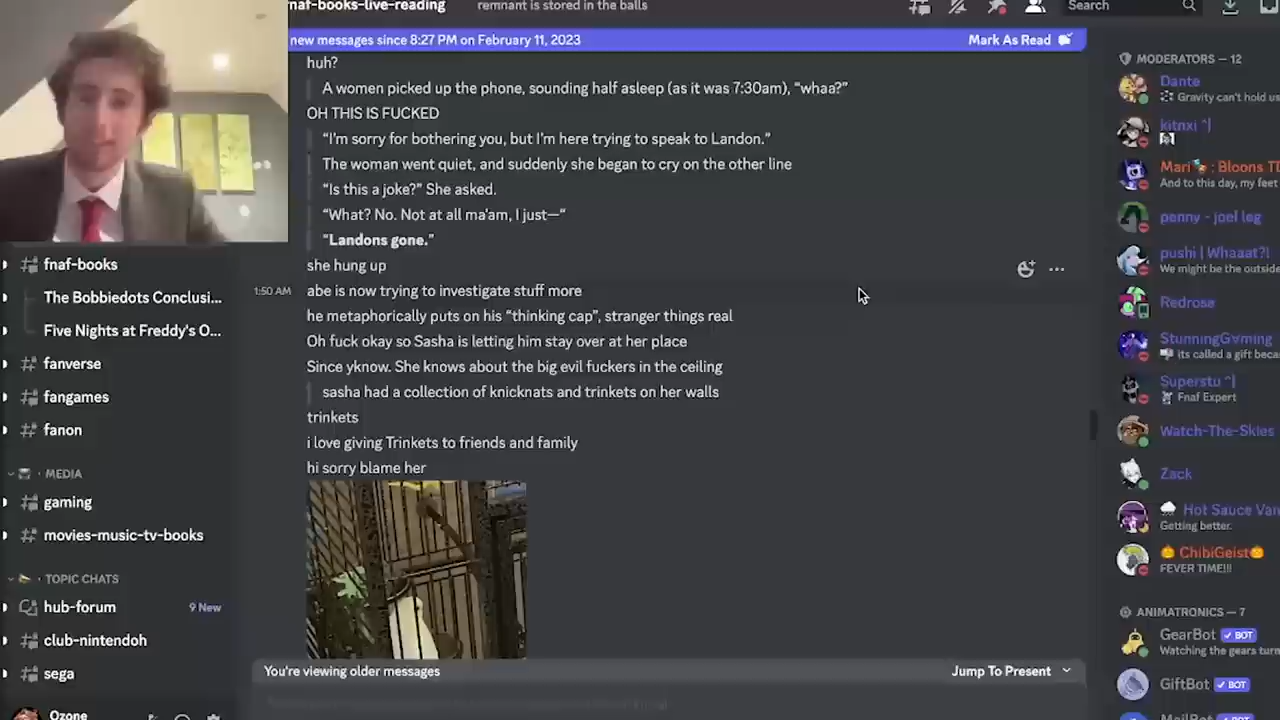 fnaf-books-live-reading
remnant is stored in the balls
Search
new messages since 8:27 PM on February 11, 2023
Mark As Read
huh?
A women picked up the phone, sounding half asleep (as it was 7:30am), “whaa?”
OH THIS IS FUCKED
“I'm sorry for bothering you, but I'm here trying to speak to Landon.”
The woman went quiet, and suddenly she began to cry on the other line
“Is this a joke?” She asked.
“What? No. Not at all ma'am, I just—“
“Landons gone.”
she hung up
1:50 AM
abe is now trying to investigate stuff more
he metaphorically puts on his “thinking cap”, stranger things real
Oh fuck okay so Sasha is letting him stay over at her place
Since yknow. She knows about the big evil fuckers in the ceiling
sasha had a collection of knicknats and trinkets on her walls
trinkets
i love giving Trinkets to friends and family
hi sorry blame her
You're viewing older messages
Jump To Present
fnaf-books
The Bobbiedots Conclusi...
Five Nights at Freddy's O...
fanverse
fangames
fanon
MEDIA
gaming
movies-music-tv-books
TOPIC CHATS
hub-forum
9 New
club-nintendoh
sega
Ozone
MODERATORS — 12
Dante
Gravity can't hold us
kitnxi ^|
Mari : Bloons TD
And to this day, my feet
penny - joel leg
pushi | Whaaat?!
We might be the outside
Redrose
StunningGvming
its called a gift beca
Superstu ^|
Fnaf Expert
Watch-The-Skies
Zack
Hot Sauce Van
Getting better.
ChibiGeist
FEVER TIME!!!
ANIMATRONICS — 7
GearBot
BOT
Watching the gears turn
GiftBot
BOT
MailBot
BOT